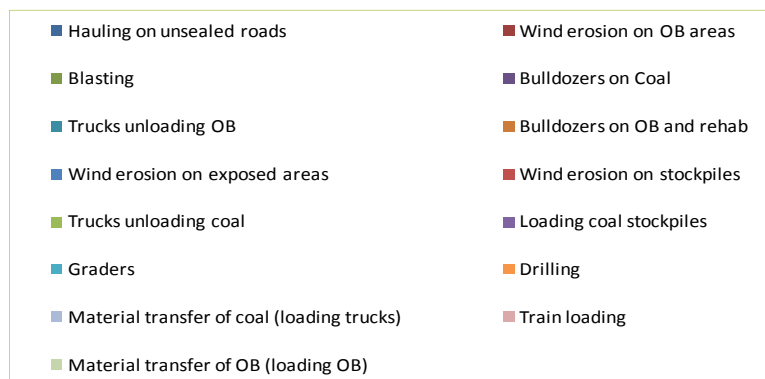 Hauling on unsealed roads
Wind erosion on OB areas
Blasting
Bulldozers on Coal
Trucks unloading OB
Bulldozers on OB and rehab
Wind erosion on exposed areas
Wind erosion on stockpiles
Trucks unloading coal
Loading coal stockpiles
Graders
Drilling
Material transfer of coal (loading trucks)
Train loading
Material transfer of OB (loading OB)